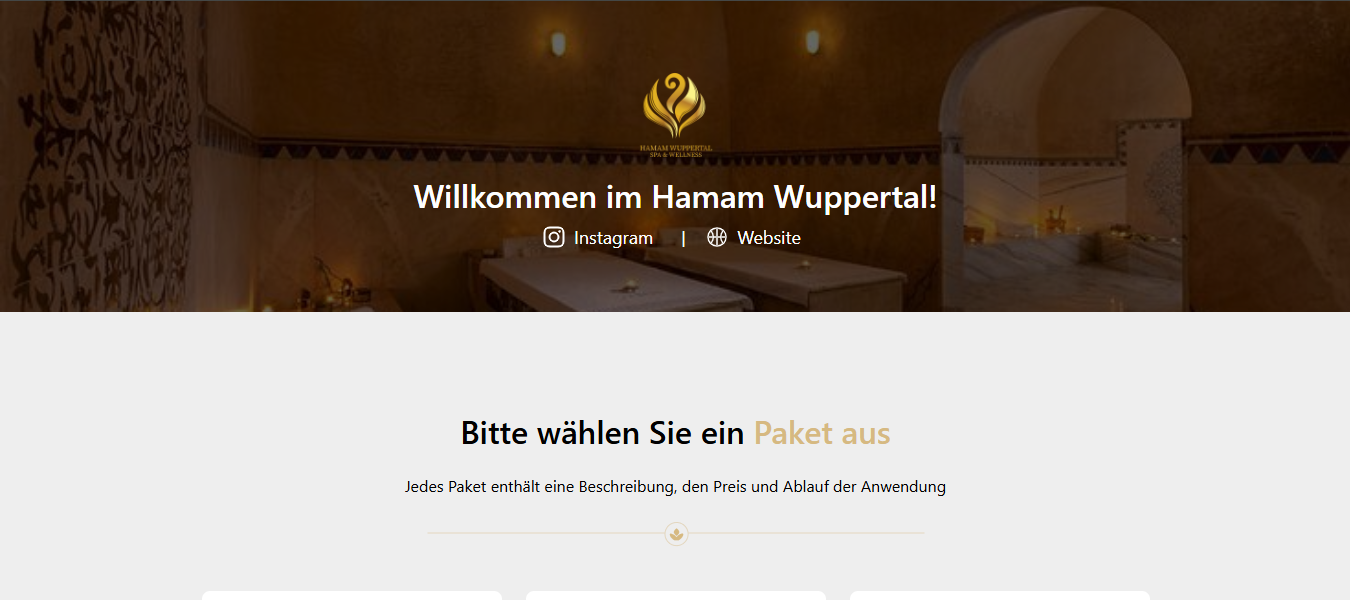 HAMAM WUPPERTAL
SPA & WELLNESS
Willkommen im Hamam Wuppertal!
Instagram | Website
Bitte wählen Sie ein Paket aus
Jedes Paket enthält eine Beschreibung, den Preis und Ablauf der Anwendung